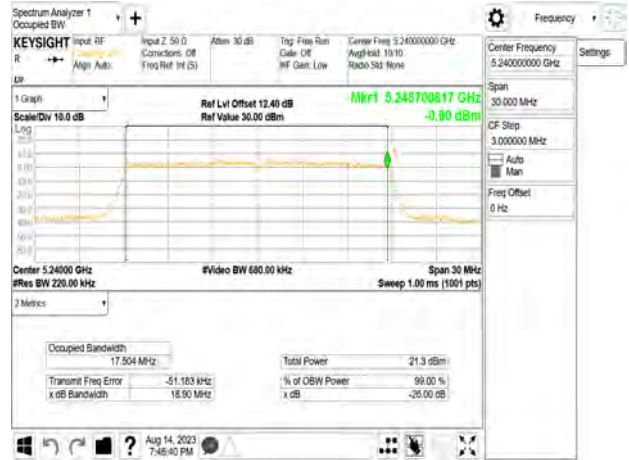 Spectrum Analyzer 1
Occupied BW
Frequency
KEYSIGHT
Input: RF
R
Align: Auto
Input Z: 50 Ω
Corrections: Off
Freq Ref: Int (S)
Atten: 30 dB
Trig: Free Run
Gate: Off
#IF Gain: Low
Center Freq: 5.240000000 GHz
Avg|Hold: 10/10
Radio Std: None
Center Frequency
5.240000000 GHz
Settings
Span
30.000 MHz
CF Step
3.000000 MHz
Auto
Man
Freq Offset
0 Hz
1 Graph
Scale/Div 10.0 dB
Log
Ref Lvl Offset 12.40 dB
Ref Value 30.00 dBm
Mkr1 5.248700817 GHz
-0.90 dBm
Center 5.24000 GHz
#Res BW 220.00 kHz
#Video BW 680.00 kHz
Span 30 MHz
Sweep 1.00 ms (1001 pts)
2 Metrics
Occupied Bandwidth
17.504 MHz
Total Power
21.3 dBm
Transmit Freq Error
-51.183 kHz
% of OBW Power
99.00 %
x dB Bandwidth
18.90 MHz
x dB
-26.00 dB
?
Aug 14, 2023
7:46:40 PM